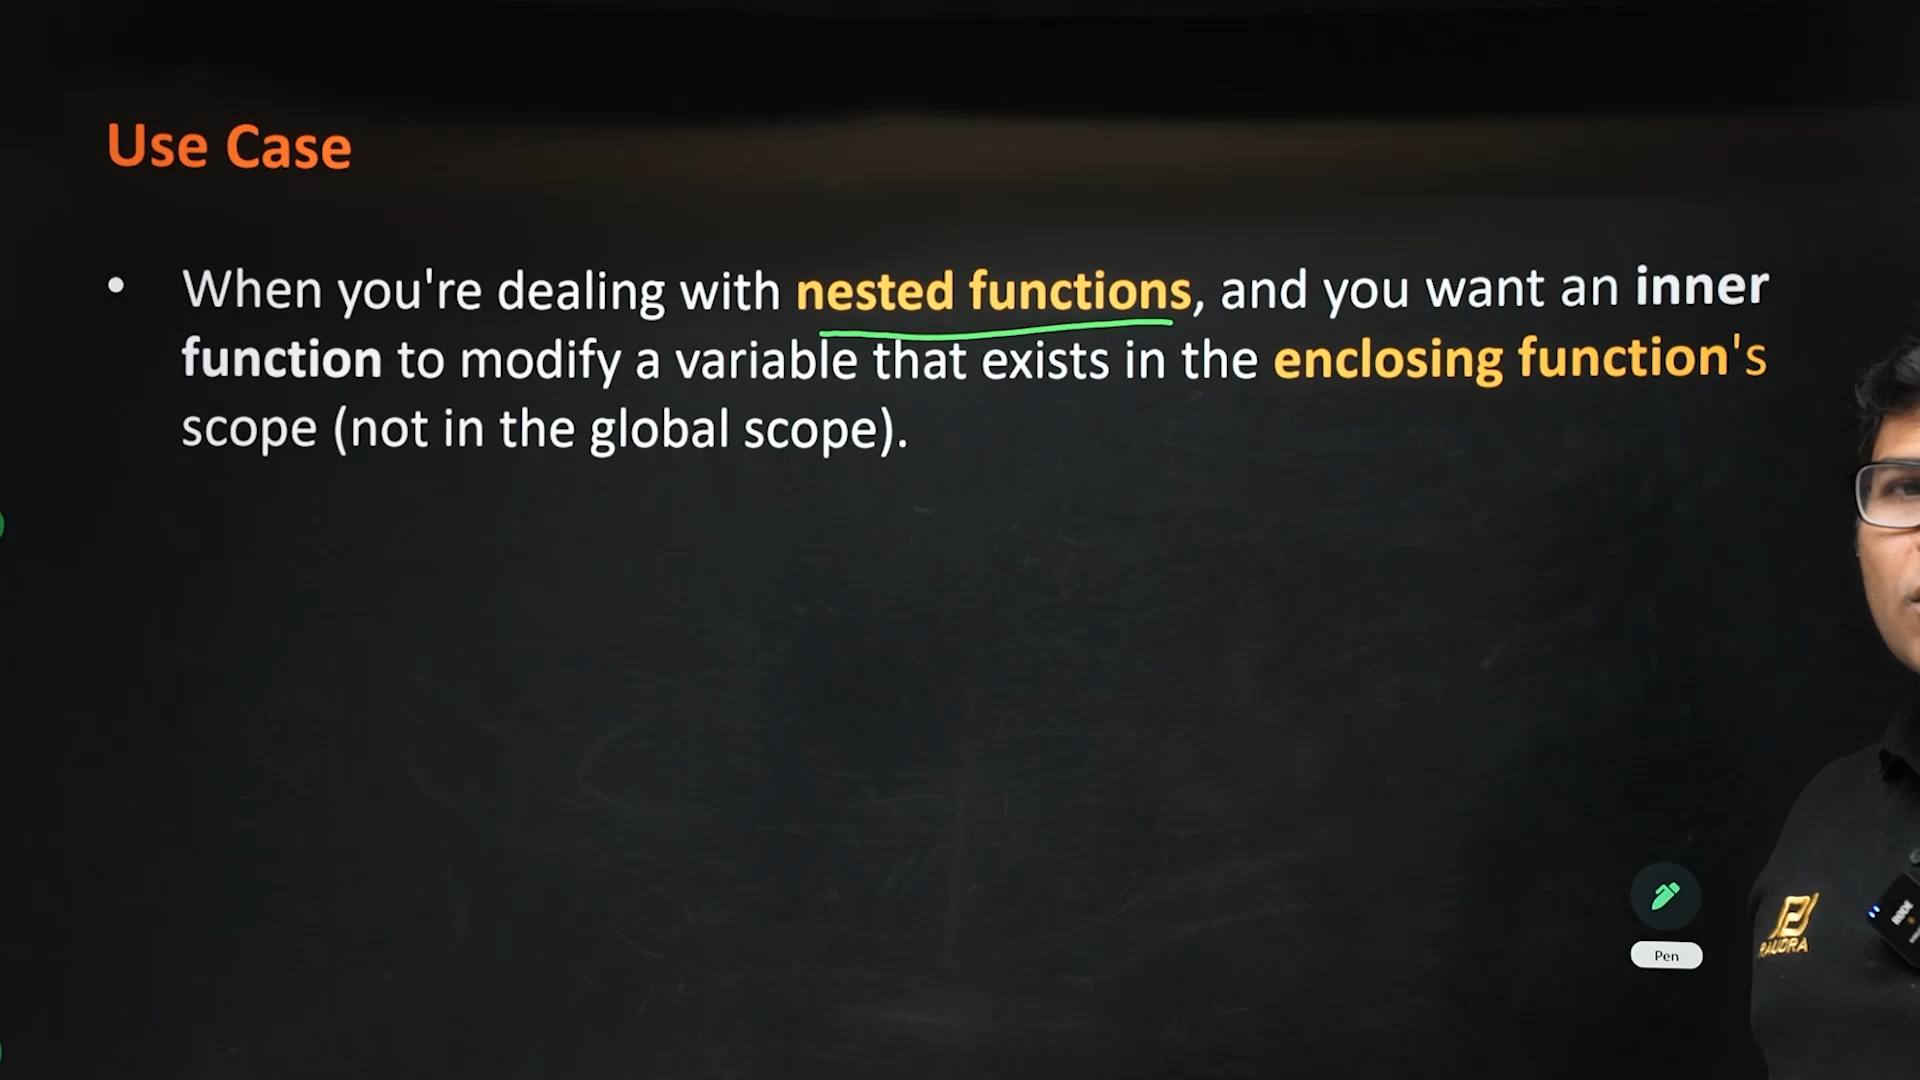 Use Case
• When you're dealing with nested functions, and you want an inner
function to modify a variable that exists in the enclosing function's
scope (not in the global scope).
Pen
RODE